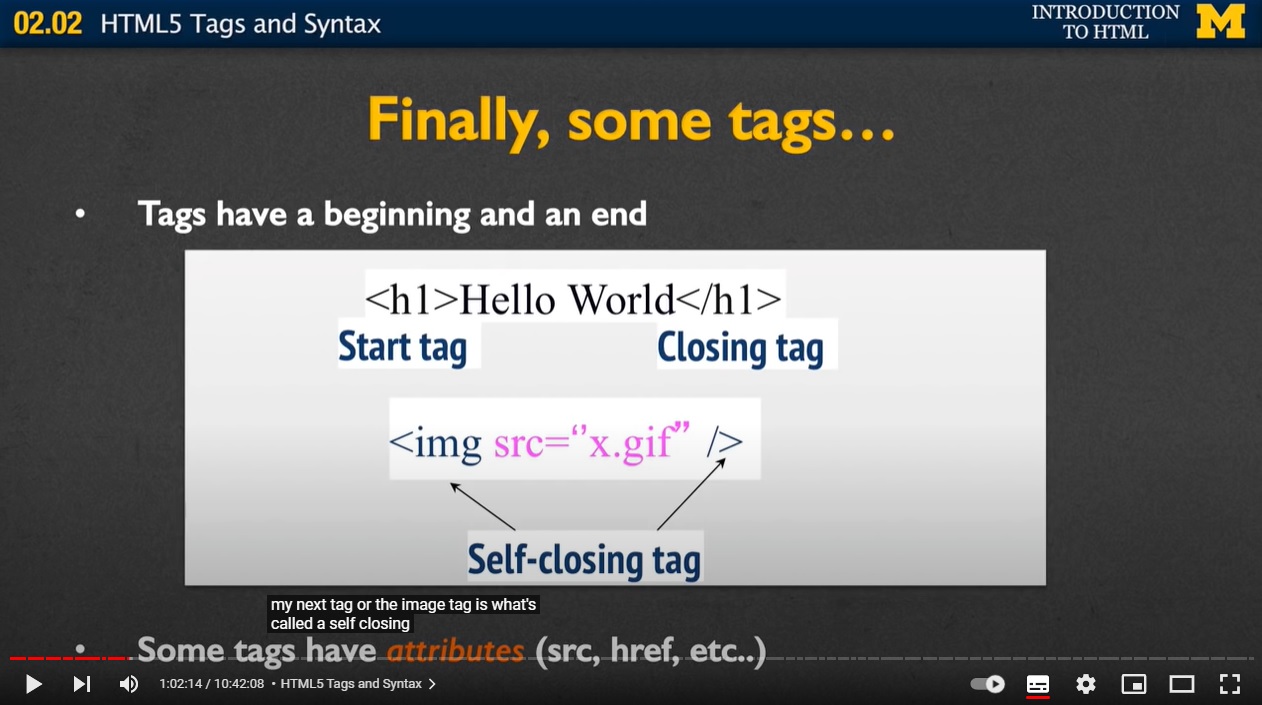 02.02 HTML5 Tags and Syntax
INTRODUCTION
TO HTML
M
Finally, some tags...
• Tags have a beginning and an end
<h1>Hello World</h1>
Start tag
Closing tag
<img src=‘’x.gif” />
Self-closing tag
my next tag or the image tag is what's
called a self closing
• Some tags have attributes (src, href, etc..)
1:02:14 / 10:42:08 • HTML5 Tags and Syntax